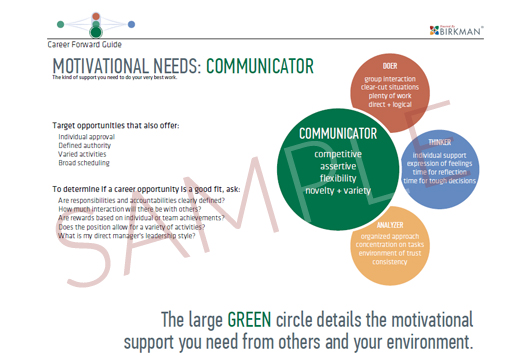 Powered By
BIRKMAN
Career Forward Guide
MOTIVATIONAL NEEDS: COMMUNICATOR
The kind of support you need to do your very best work.
Target opportunities that also offer:
Individual approval
Defined authority
Varied activities
Broad scheduling
To determine if a career opportunity is a good fit, ask:
Are responsibilities and accountabilities clearly defined?
How much interaction will there be with others?
Are rewards based on individual or team achievements?
Does the position allow for a variety of activities?
What is my direct manager's leadership style?
DOER
group interaction
clear-cut situations
plenty of work
direct + logical
COMMUNICATOR
competitive
assertive
flexibility
novelty + variety
THINKER
individual support
expression of feelings
time for reflection
time for tough decisions
ANALYZER
organized approach
concentration on tasks
environment of trust
consistency
SAMPLE
The large GREEN circle details the motivational
support you need from others and your environment.